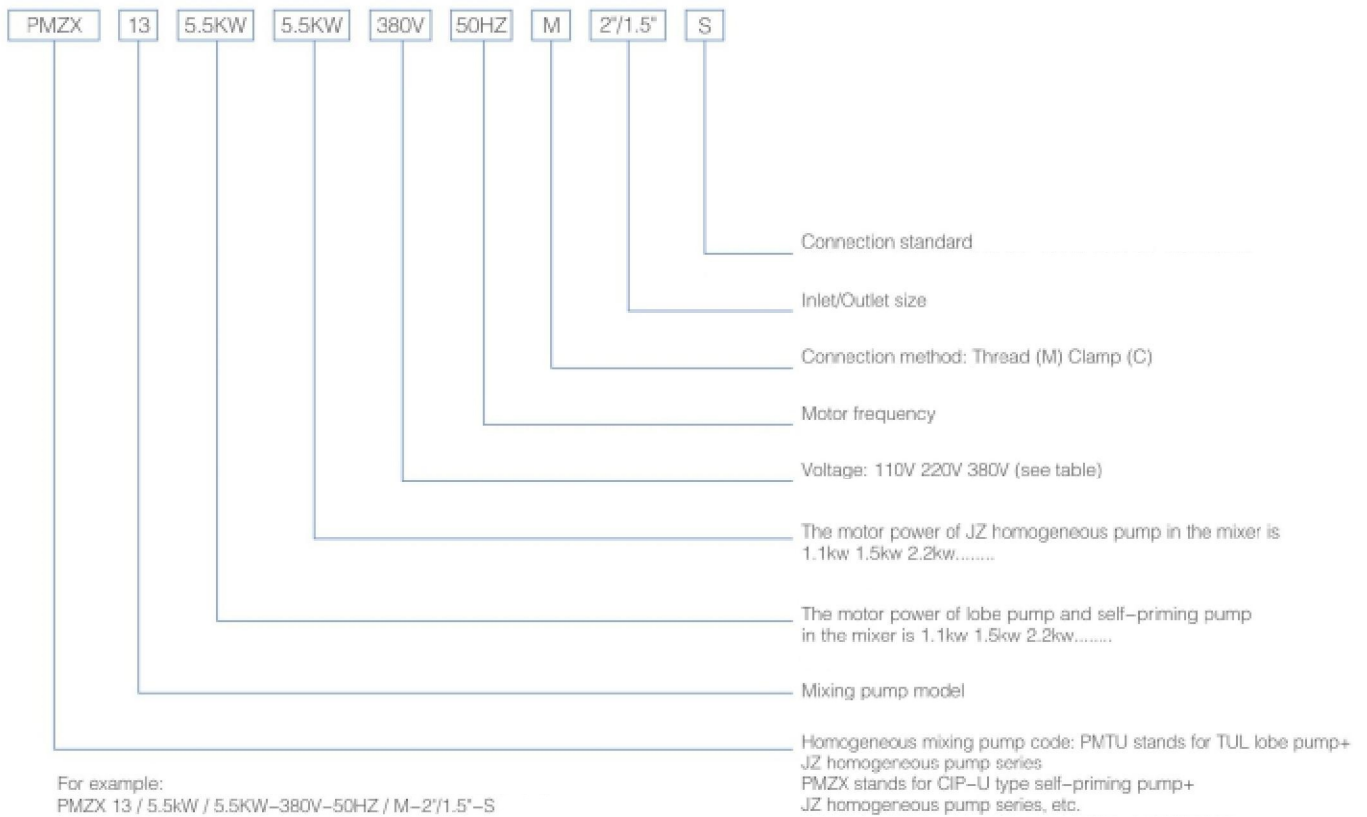 PMZX 13 5.5KW 5.5KW 380V 50HZ M 2"/1.5" S
Connection standard
Inlet/Outlet size
Connection method: Thread (M) Clamp (C)
Motor frequency
Voltage: 110V 220V 380V (see table)
The motor power of JZ homogeneous pump in the mixer is
1.1kw 1.5kw 2.2kw........
The motor power of lobe pump and self-priming pump
in the mixer is 1.1kw 1.5kw 2.2kw........
Mixing pump model
Homogeneous mixing pump code: PMTU stands for TUL lobe pump+
JZ homogeneous pump series
PMZX stands for CIP-U type self-priming pump+
JZ homogeneous pump series, etc.
For example:
PMZX 13 / 5.5kW / 5.5KW-380V-50HZ / M-2"/1.5"-S